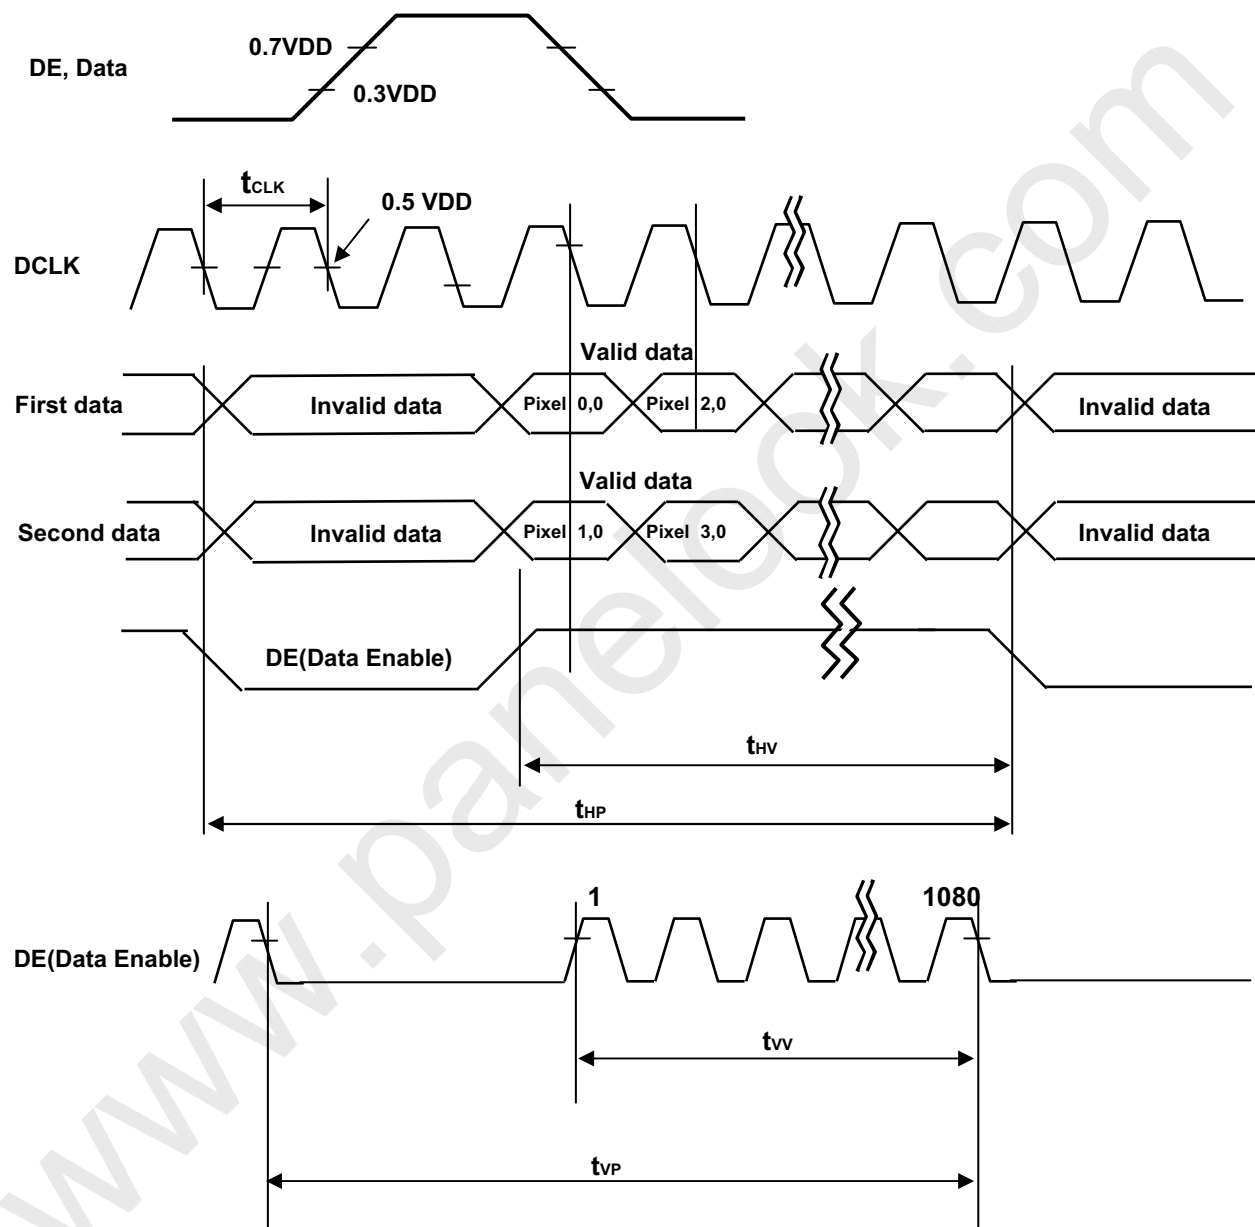 0.7VDD
DE, Data
0.3VDD
tCLK
0.5 VDD
DCLK
Valid data
First data
Invalid data
Pixel 0,0
Pixel 2,0
Invalid data
Valid data
Second data
Invalid data
Pixel 1,0
Pixel 3,0
Invalid data
DE(Data Enable)
tHV
tHP
1
1080
DE(Data Enable)
tVV
tVP
www.panelook.com